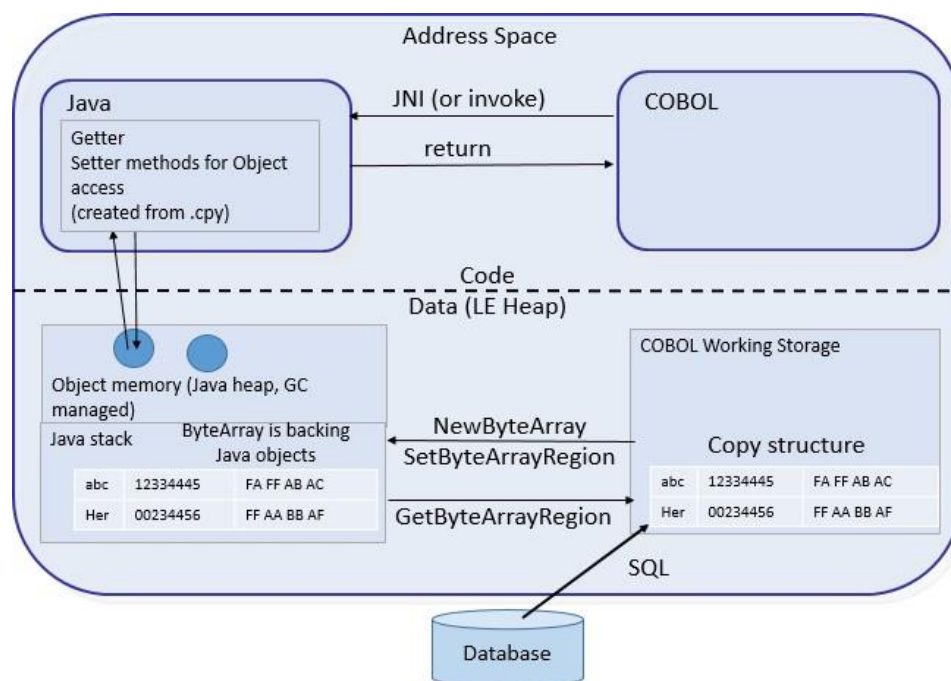 Address Space
Java
JNI (or invoke)
COBOL
Getter
Setter methods for Object
access
(created from .cpy)
return
Code
Data (LE Heap)
Object memory (Java heap, GC
managed)
COBOL Working Storage
Java stack
ByteArray is backing
Java objects
NewByteArray
SetByteArrayRegion
Copy structure
abc 12334445 FA FF AB AC
Her 00234456 FF AA BB AF
GetByteArrayRegion
abc 12334445 FA FF AB AC
Her 00234456 FF AA BB AF
SQL
Database